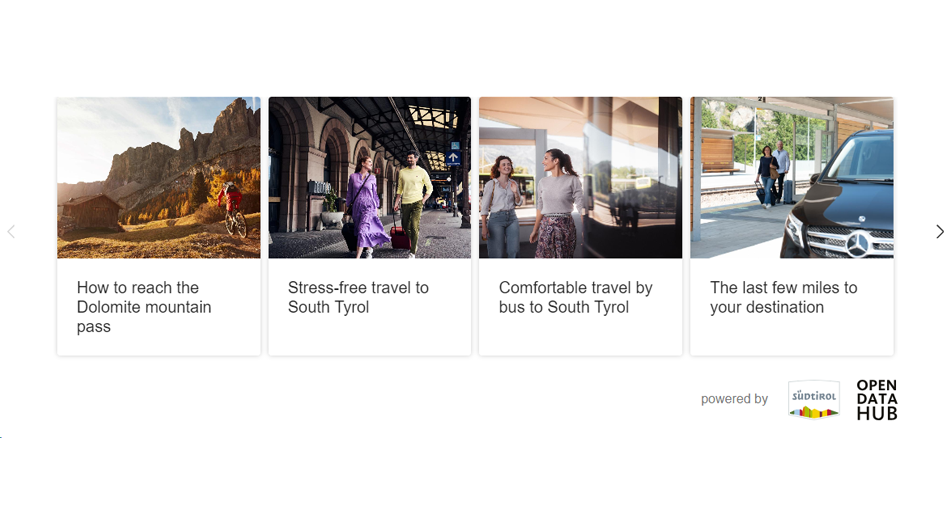 How to reach the
Dolomite mountain
pass
Stress-free travel to
South Tyrol
Comfortable travel by
bus to South Tyrol
The last few miles to
your destination
powered by
SÜDTIROL
OPEN
DATA
HUB